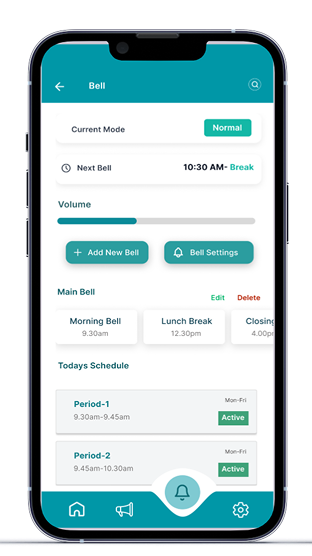 Bell
Current Mode
Normal
Next Bell
10:30 AM- Break
Volume
+ Add New Bell
Bell Settings
Main Bell
Edit
Delete
Morning Bell
9.30am
Lunch Break
12.30pm
Closing
4.00p
Todays Schedule
Period-1
Mon-Fri
9.30am-9.45am
Active
Period-2
Mon-Fri
9.45am-10.30am
Active